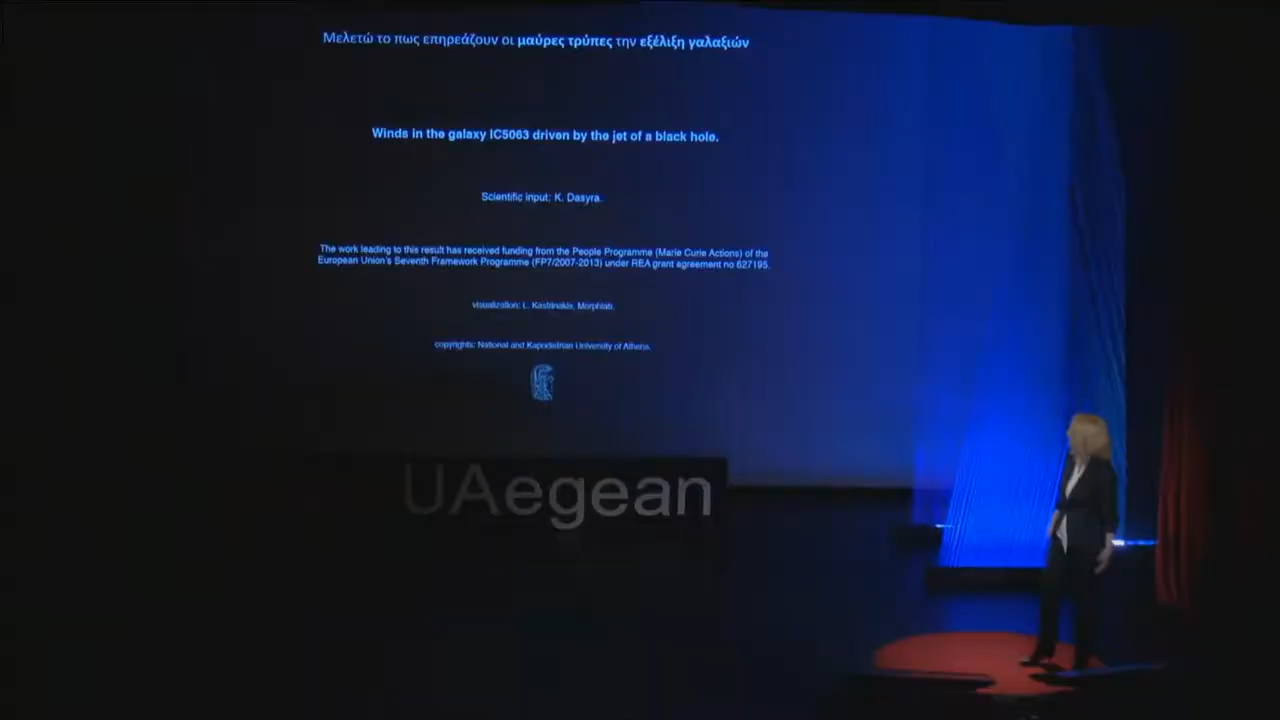 Μελετώ το πως επηρεάζουν οι μαύρες τρύπες την εξέλιξη γαλαξιών
Winds in the galaxy IC5063 driven by the jet of a black hole.
Scientific input: K. Dasyra.
The work leading to this result has received funding from the People Programme (Marie Curie Actions) of the
European Union's Seventh Framework Programme (FP7/2007-2013) under REA grant agreement no 627195.
visualization: L. Kastrinakis, Morphlab.
copyrights: National and Kapodistrian University of Athens.
UAegean